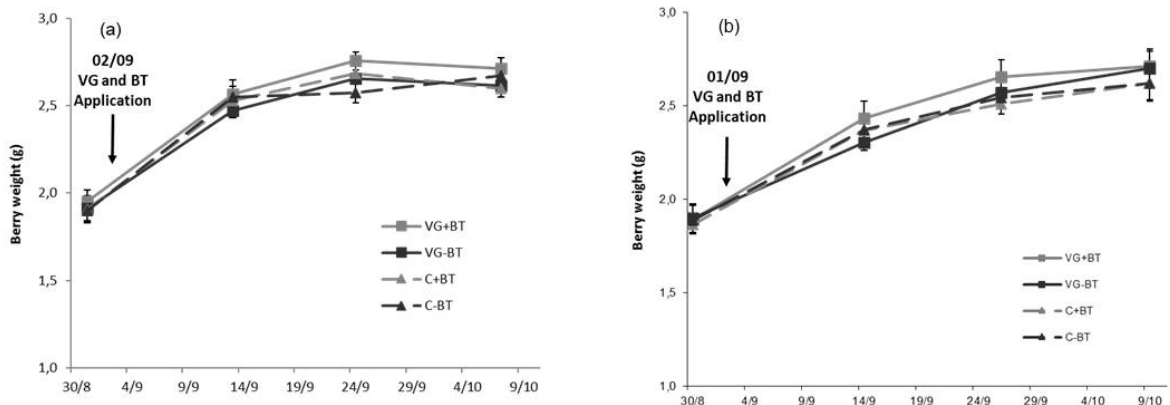 (a)
02/09
VG and BT
Application
Berry weight (g)
3,0
2,5
2,0
1,5
1,0
VG+BT
VG-BT
C+BT
C-BT
30/8 4/9 9/9 14/9 19/9 24/9 29/9 4/10 9/10
(b)
01/09
VG and BT
Application
Berry weight (g)
3,0
2,5
2,0
1,5
1,0
VG+BT
VG-BT
C+BT
C-BT
30/8 4/9 9/9 14/9 19/9 24/9 29/9 4/10 9/10